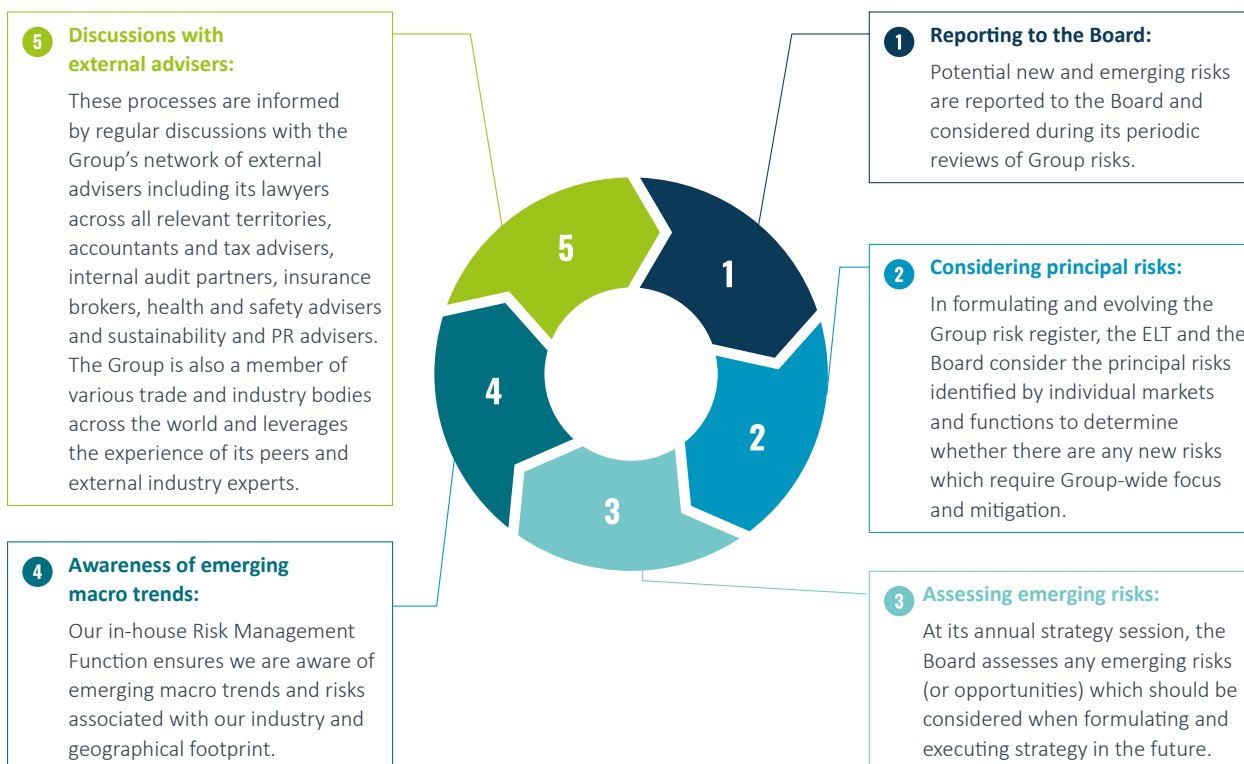 5 Discussions with
external advisers:
These processes are informed
by regular discussions with the
Group’s network of external
advisers including its lawyers
across all relevant territories,
accountants and tax advisers,
internal audit partners, insurance
brokers, health and safety advisers
and sustainability and PR advisers.
The Group is also a member of
various trade and industry bodies
across the world and leverages
the experience of its peers and
external industry experts.
4 Awareness of emerging
macro trends:
Our in-house Risk Management
Function ensures we are aware of
emerging macro trends and risks
associated with our industry and
geographical footprint.
5
1
4
2
3
1 Reporting to the Board:
Potential new and emerging risks
are reported to the Board and
considered during its periodic
reviews of Group risks.
2 Considering principal risks:
In formulating and evolving the
Group risk register, the ELT and the
Board consider the principal risks
identified by individual markets
and functions to determine
whether there are any new risks
which require Group-wide focus
and mitigation.
3 Assessing emerging risks:
At its annual strategy session, the
Board assesses any emerging risks
(or opportunities) which should be
considered when formulating and
executing strategy in the future.